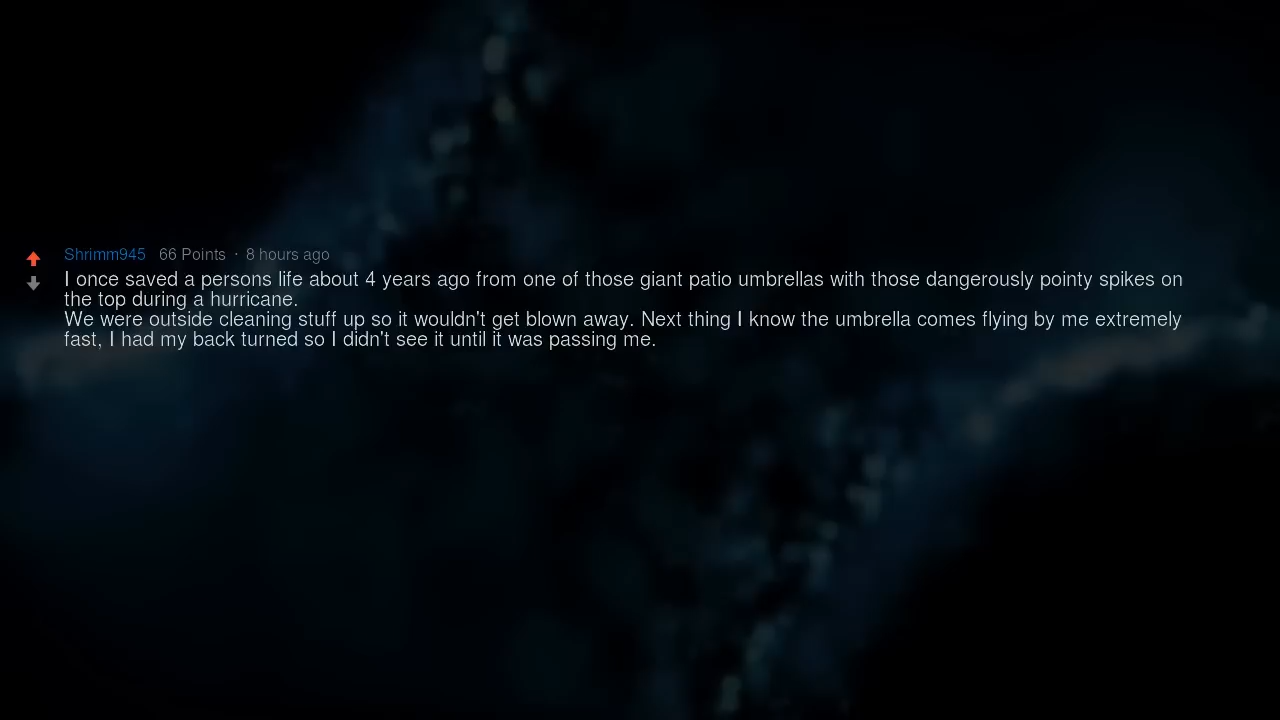 Shrimm945 66 Points · 8 hours ago
I once saved a persons life about 4 years ago from one of those giant patio umbrellas with those dangerously pointy spikes on
the top during a hurricane.
We were outside cleaning stuff up so it wouldn't get blown away. Next thing I know the umbrella comes flying by me extremely
fast, I had my back turned so I didn't see it until it was passing me.